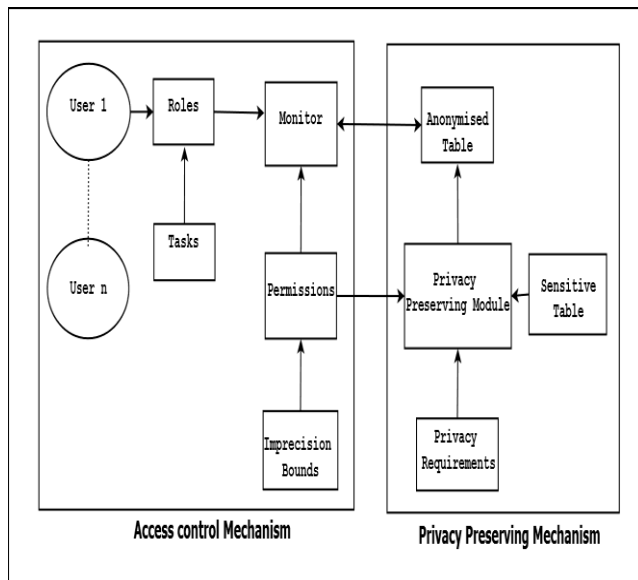 User 1
Roles
Monitor
Anonymised
Table
Tasks
User n
Permissions
Privacy
Preserving Module
Sensitive
Table
Imprecision
Bounds
Privacy
Requirements
Access control Mechanism
Privacy Preserving Mechanism